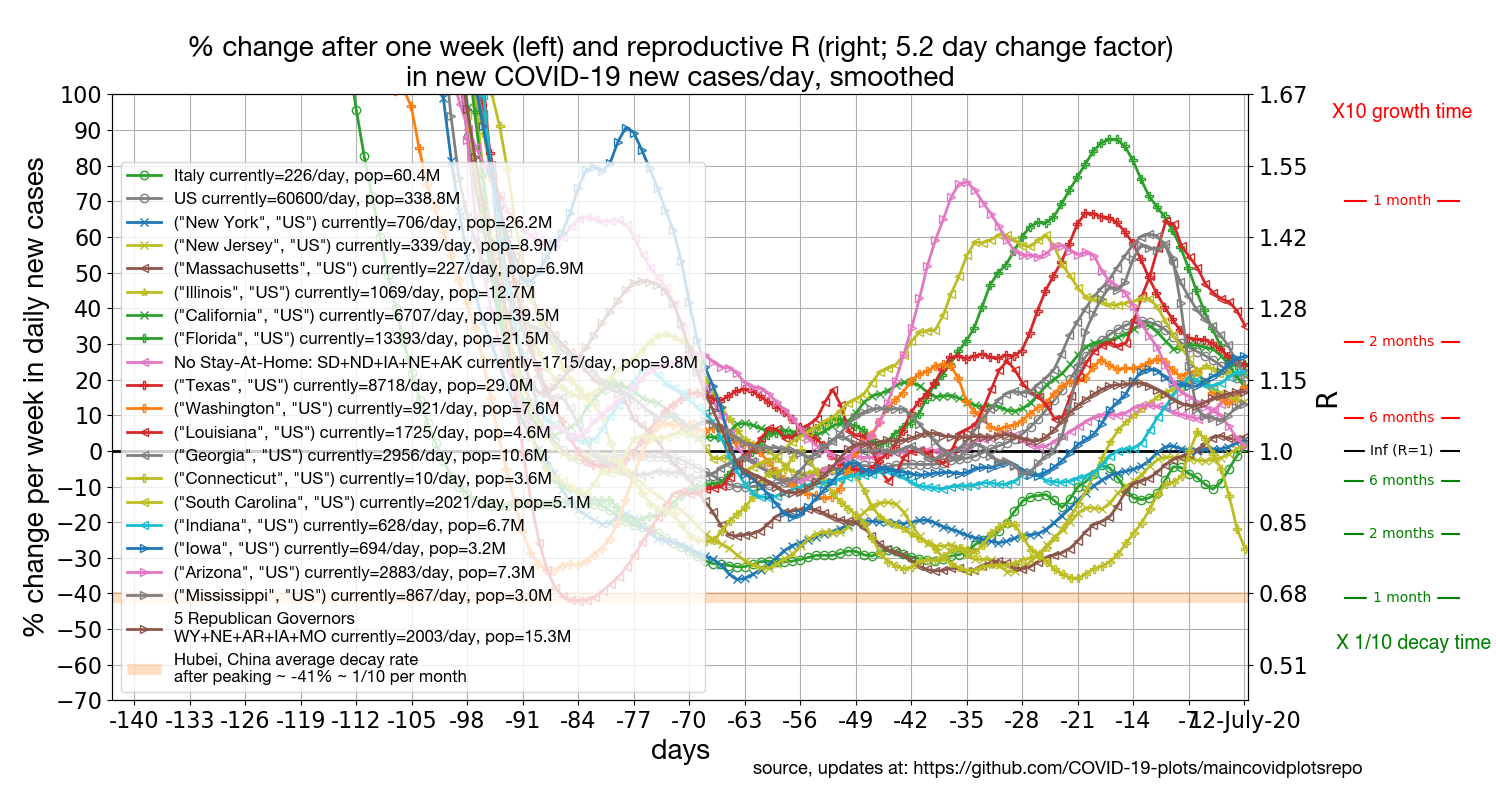 % change after one week (left) and reproductive R (right; 5.2 day change factor)
in new COVID-19 new cases/day, smoothed
% change per week in daily new cases
100
90
80
70
60
50
40
30
20
10
0
−10
−20
−30
−40
−50
−60
−70
Italy currently=226/day, pop=60.4M
US currently=60600/day, pop=338.8M
("New York", "US") currently=706/day, pop=26.2M
("New Jersey", "US") currently=339/day, pop=8.9M
("Massachusetts", "US") currently=227/day, pop=6.9M
("Illinois", "US") currently=1069/day, pop=12.7M
("California", "US") currently=6707/day, pop=39.5M
("Florida", "US") currently=13393/day, pop=21.5M
No Stay-At-Home: SD+ND+IA+NE+AK currently=1715/day, pop=9.8M
("Texas", "US") currently=8718/day, pop=29.0M
("Washington", "US") currently=921/day, pop=7.6M
("Louisiana", "US") currently=1725/day, pop=4.6M
("Georgia", "US") currently=2956/day, pop=10.6M
("Connecticut", "US") currently=10/day, pop=3.6M
("South Carolina", "US") currently=2021/day, pop=5.1M
("Indiana", "US") currently=628/day, pop=6.7M
("Iowa", "US") currently=694/day, pop=3.2M
("Arizona", "US") currently=2883/day, pop=7.3M
("Mississippi", "US") currently=867/day, pop=3.0M
5 Republican Governors
WY+NE+AR+IA+MO currently=2003/day, pop=15.3M
Hubei, China average decay rate
after peaking ~ -41% ~ 1/10 per month
-140 -133 -126 -119 -112 -105 -98 -91 -84 -77 -70 -63 -56 -49 -42 -35 -28 -21 -14 -7 12-July-20
days
1.67
1.55
1.42
1.28
1.15
1.0
0.85
0.68
0.51
R
X10 growth time
1 month
2 months
6 months
Inf (R=1)
6 months
2 months
1 month
X 1/10 decay time
source, updates at: https://github.com/COVID-19-plots/maincovidplotsrepo